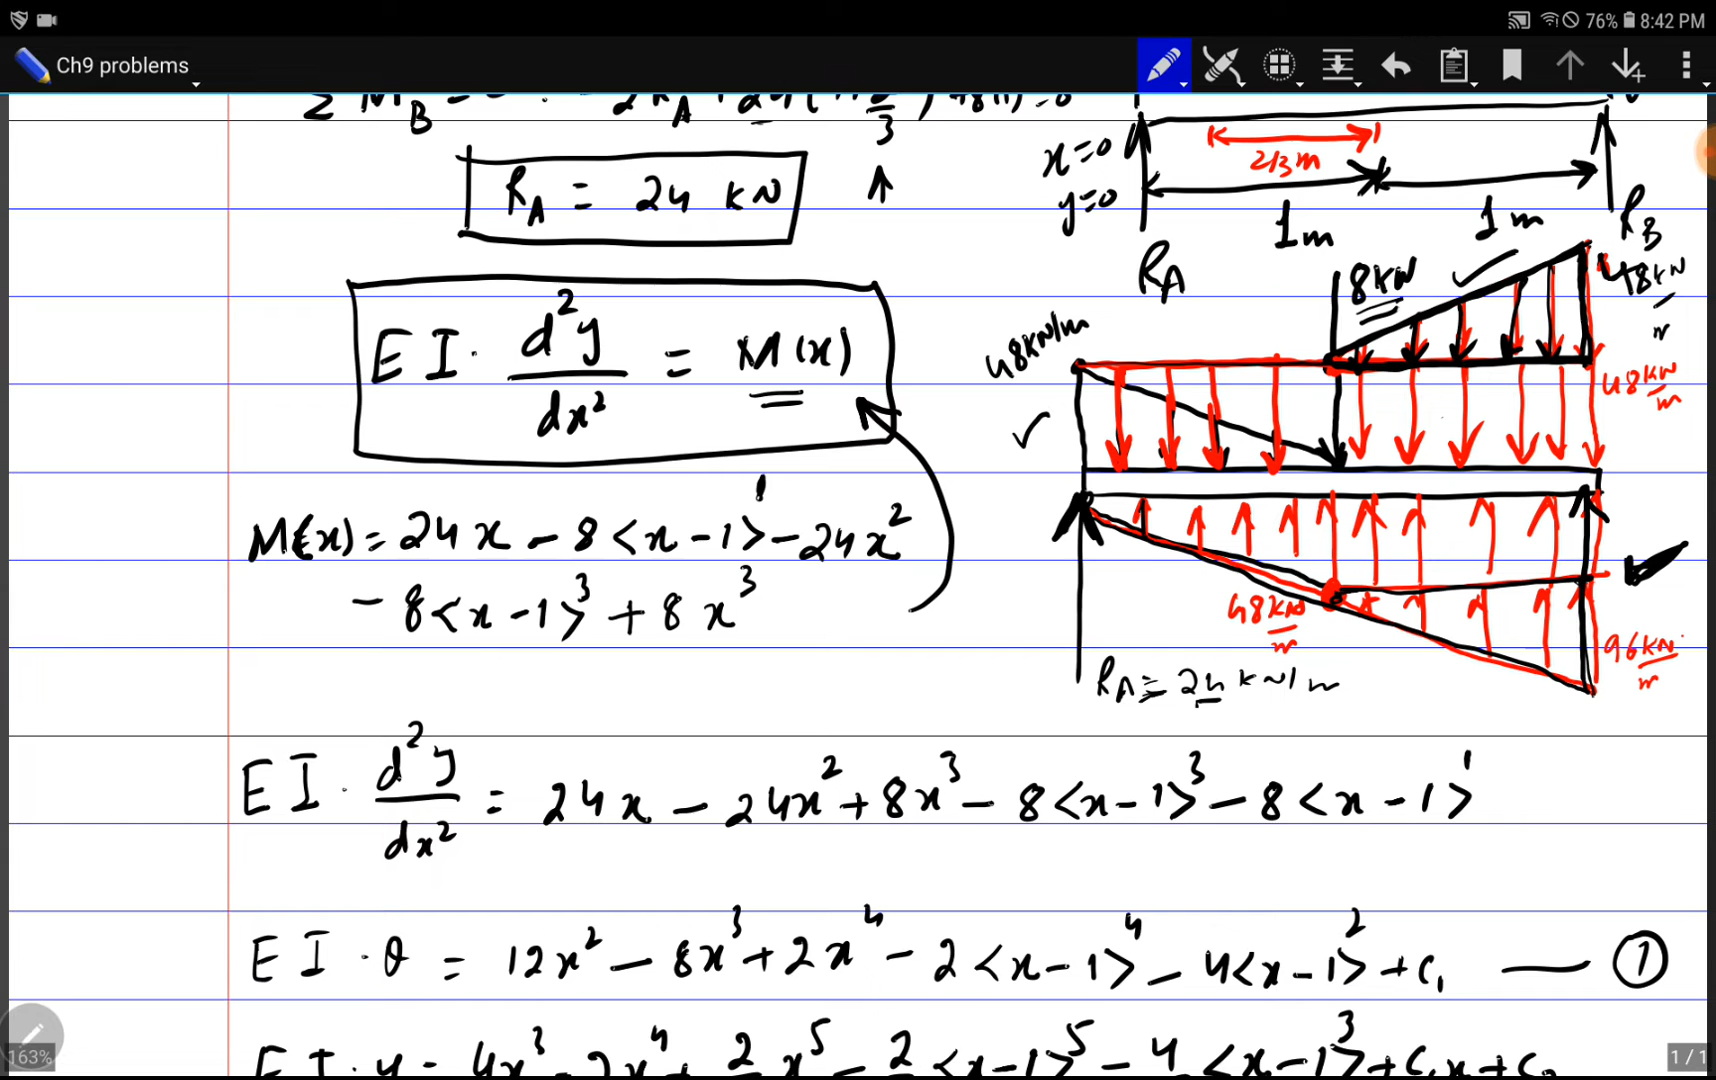 76% 8:42 PM
Ch9 problems
R_A = 24 kN ↑
EI · d²y/dx² = M(x)
M(x) = 24x - 8<x-1>¹ - 24x²
- 8<x-1>³ + 8x³
x=0
y=0
2/3 m
1m
1m
R_A
R_B
8kN
48kN/m
48kN/m
48kN/m
48kN/m
96kN/m
R_A = 24 kN/m
EI · d²y/dx² = 24x - 24x² + 8x³ - 8<x-1>³ - 8<x-1>¹
EI · θ = 12x² - 8x³ + 2x⁴ - 2<x-1>⁴ - 4<x-1>² + C₁ —— ①
163%
1 / 1